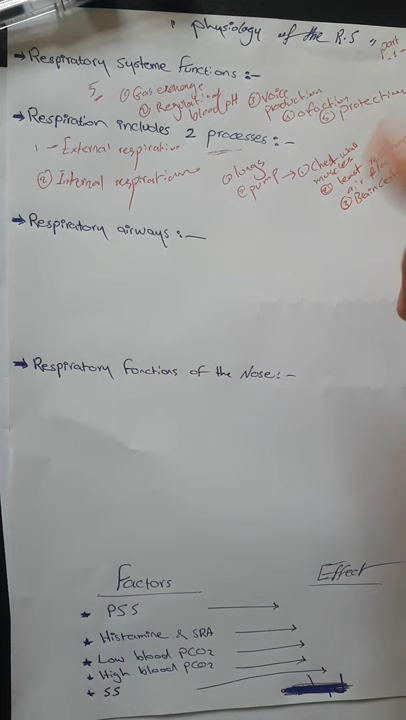 " physiology of the R.S "
part
→ Respiratory Systeme functions :-
5 ① Gas exchange ③ voice production ④ olfaction ⑤ protection
② Regulation of blood pH
→ Respiration includes 2 processes :-
1 - External respiration
② Internal respiration
① lungs
② pump → ① Chest wall muscles
②
③
→ Respiratory airways :-
→ Respiratory functions of the Nose :-
Factors Effect
* PSS →
* Histamine & SRA →
* Low blood PCO2 →
* High blood PCO2 →
* SS →